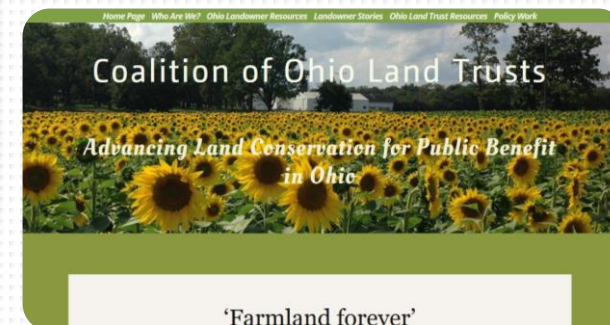 Home Page Who Are We? Ohio Landowner Resources Landowner Stories Ohio Land Trust Resources Policy Work
Coalition of Ohio Land Trusts
Advancing Land Conservation for Public Benefit
in Ohio
‘Farmland forever’